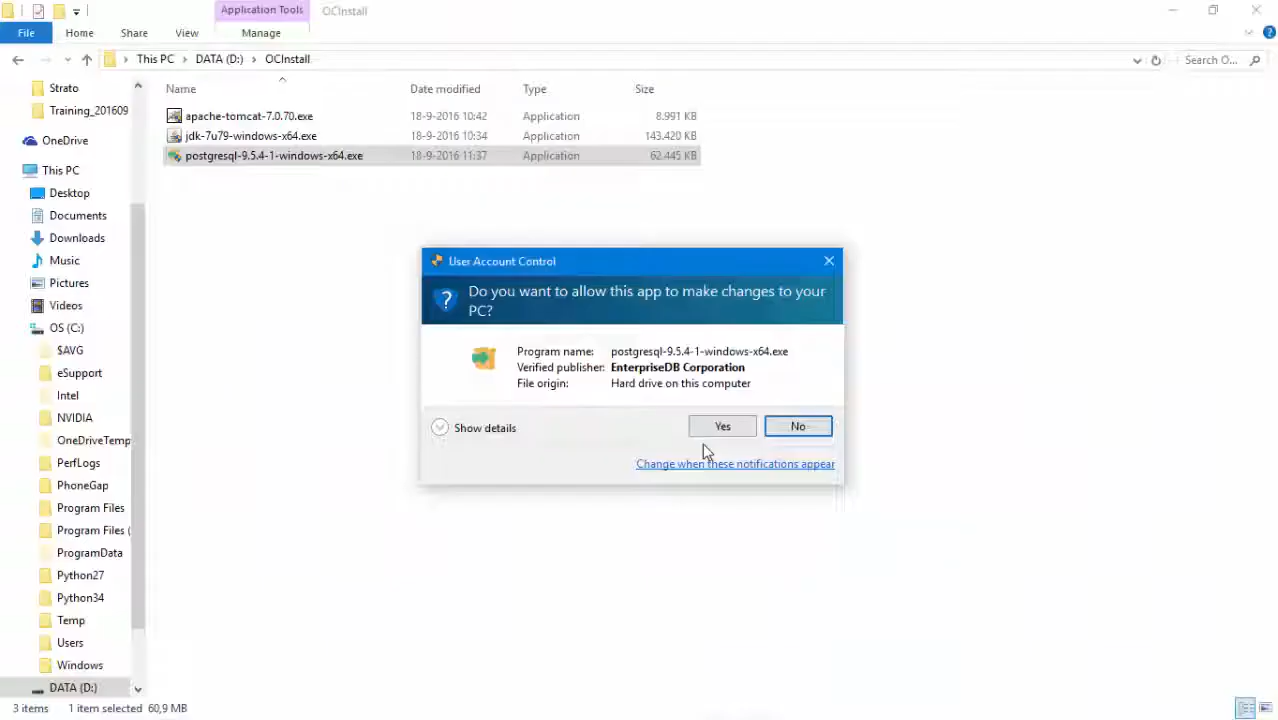 Application Tools OCInstall
File Home Share View Manage
This PC DATA (D:) OCInstall Search O...
Name Date modified Type Size
apache-tomcat-7.0.70.exe 18-9-2016 10:42 Application 8.991 KB
jdk-7u79-windows-x64.exe 18-9-2016 10:34 Application 143.420 KB
postgresql-9.5.4-1-windows-x64.exe 18-9-2016 11:37 Application 62.445 KB
Strato
Training_201609
OneDrive
This PC
Desktop
Documents
Downloads
Music
Pictures
Videos
OS (C:)
$AVG
eSupport
Intel
NVIDIA
OneDriveTemp
PerfLogs
PhoneGap
Program Files
Program Files (
ProgramData
Python27
Python34
Temp
Users
Windows
DATA (D:)
User Account Control
Do you want to allow this app to make changes to your
PC?
Program name: postgresql-9.5.4-1-windows-x64.exe
Verified publisher: EnterpriseDB Corporation
File origin: Hard drive on this computer
Show details Yes No
Change when these notifications appear
3 items 1 item selected 60,9 MB